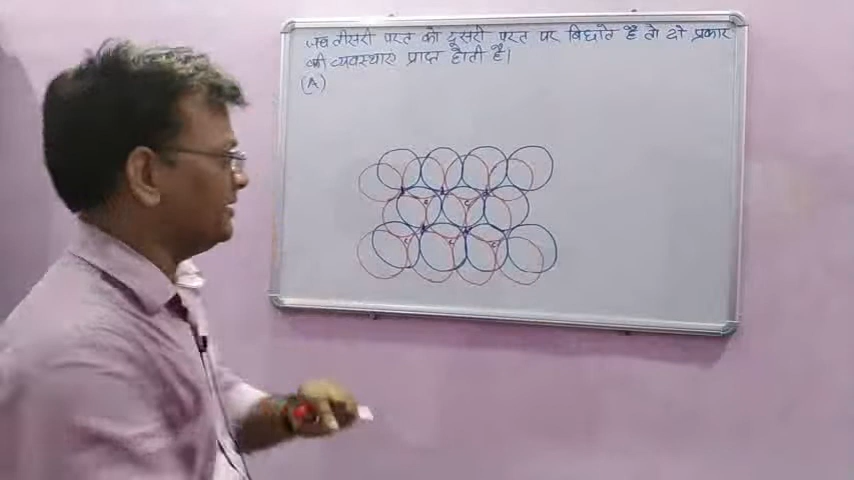 जब तीसरी परत को दूसरी परत पर बिछाते है तो दो प्रकार
की व्यवस्थाएं प्राप्त होती है।
(A)